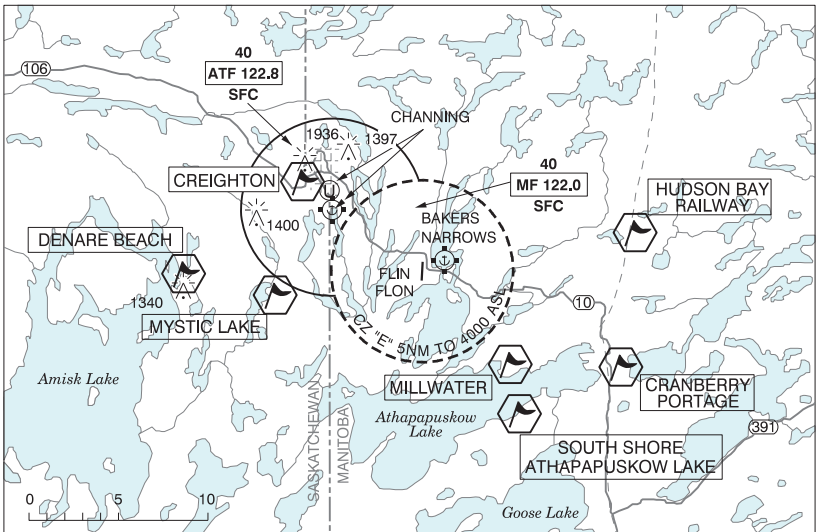 106
40
ATF 122.8
SFC
CHANNING
1936
1397
CREIGHTON
1400
DENARE BEACH
1340
MYSTIC LAKE
40
MF 122.0
SFC
BAKERS
NARROWS
FLIN
FLON
CZ "E" 5NM TO 4000 ASL
HUDSON BAY
RAILWAY
10
MILLWATER
CRANBERRY
PORTAGE
391
SOUTH SHORE
ATHAPAPUSKOW LAKE
Amisk Lake
Athapapuskow
Lake
Goose Lake
SASKATCHEWAN
MANITOBA
0 5 10
U